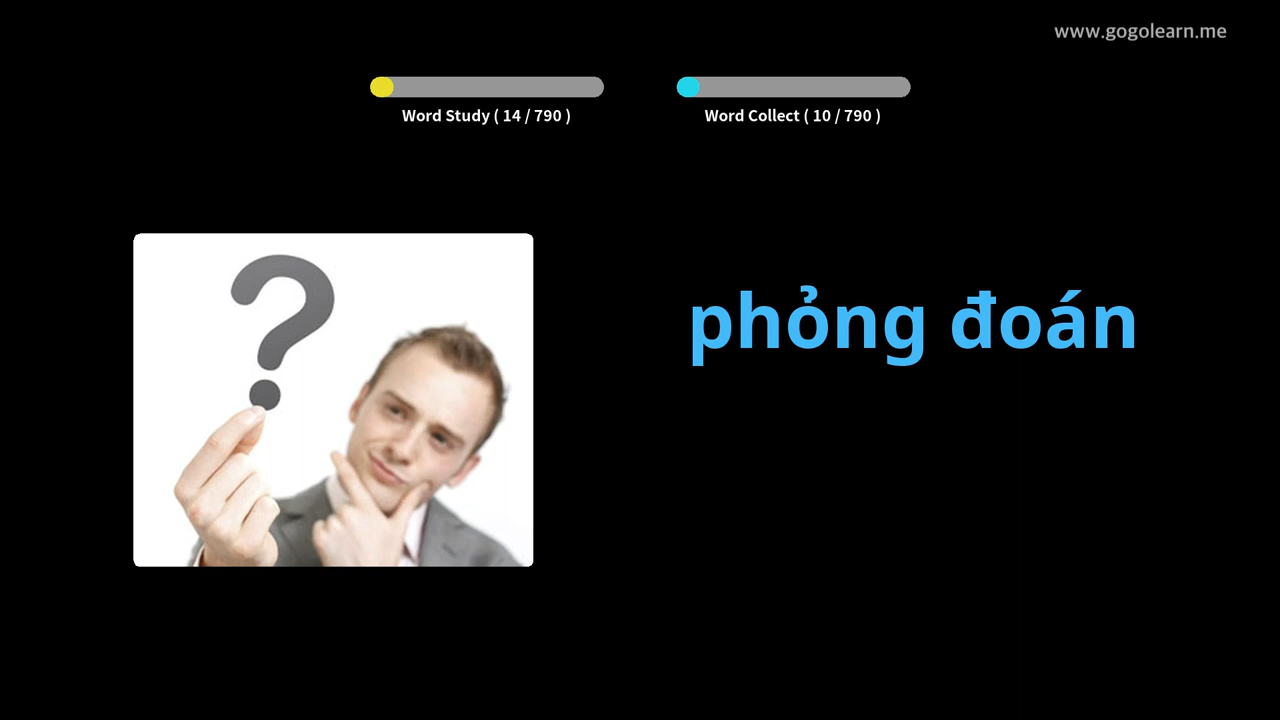 www.gogolearn.me
Word Study ( 14 / 790 )
Word Collect ( 10 / 790 )
?
phỏng đoán